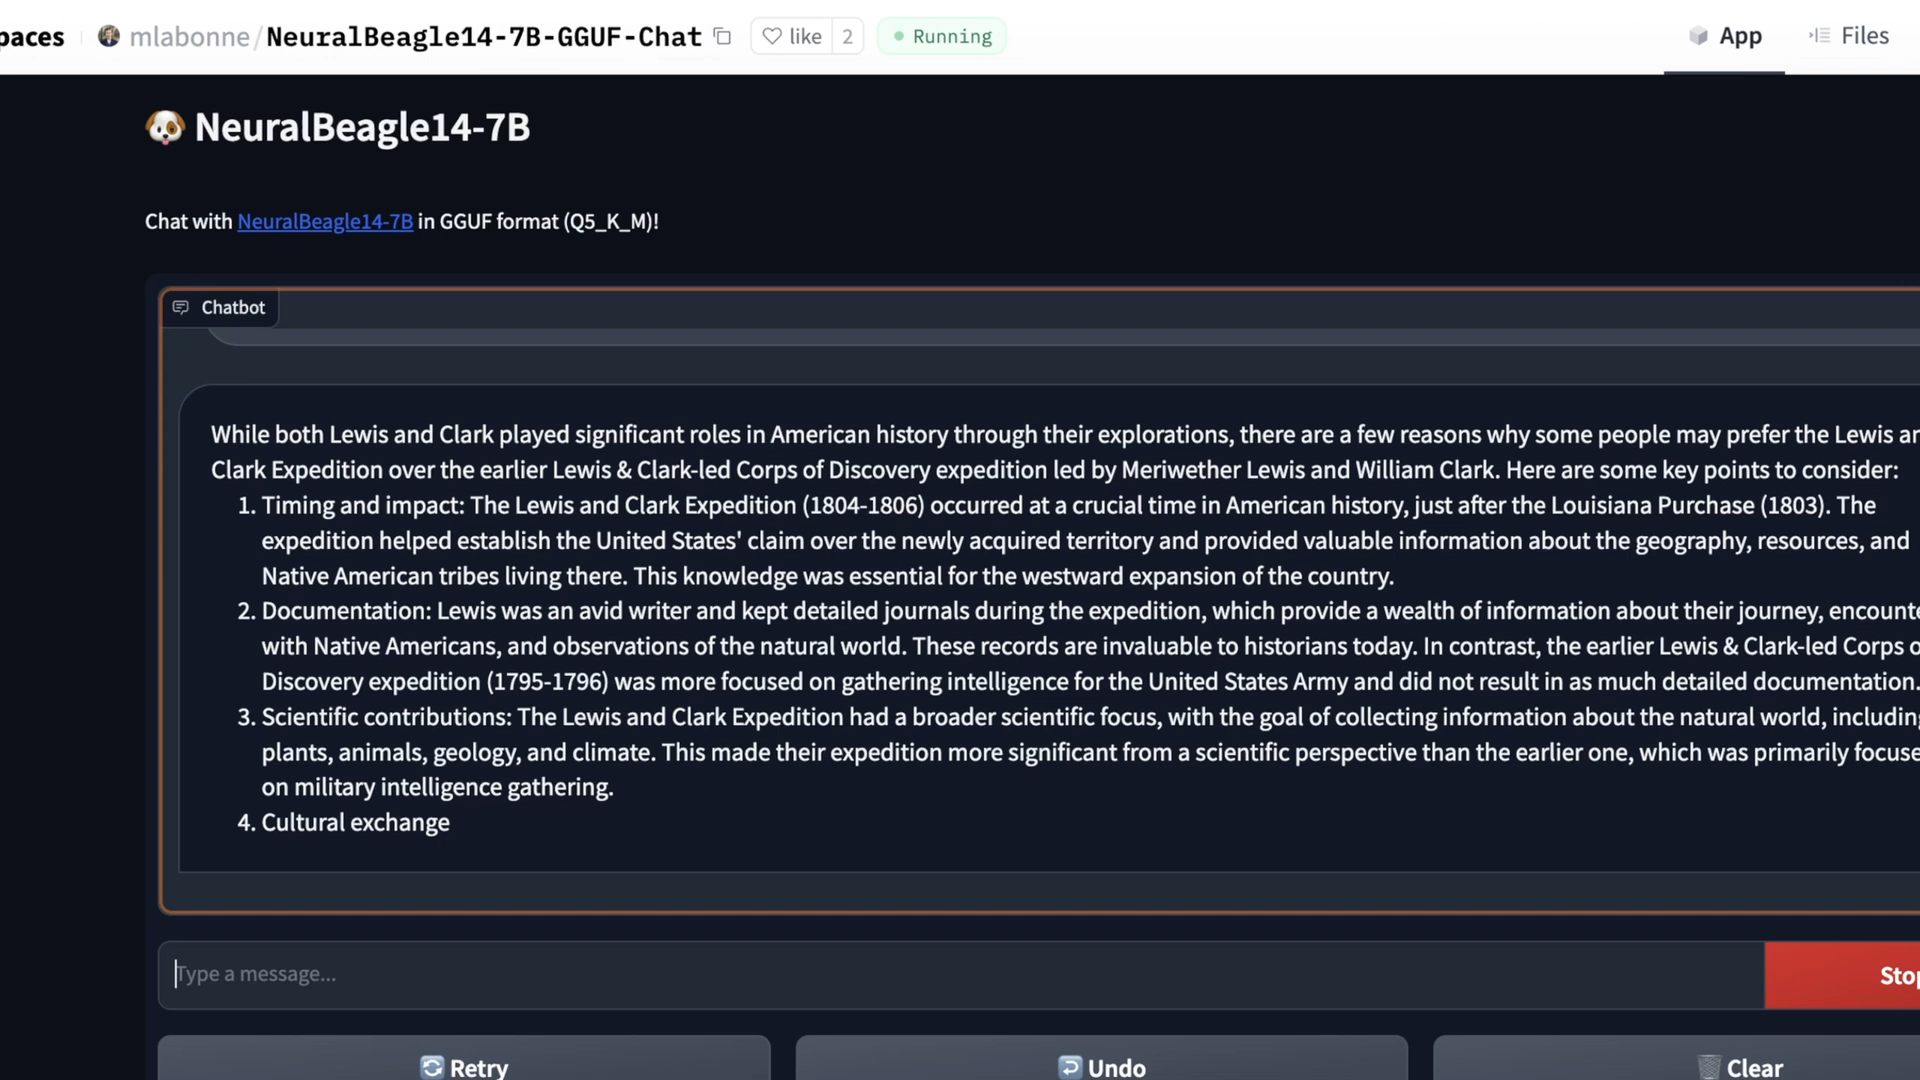 paces mlabonne/NeuralBeagle14-7B-GGUF-Chat like 2 Running App Files
NeuralBeagle14-7B
Chat with NeuralBeagle14-7B in GGUF format (Q5_K_M)!
Chatbot
While both Lewis and Clark played significant roles in American history through their explorations, there are a few reasons why some people may prefer the Lewis an
Clark Expedition over the earlier Lewis & Clark-led Corps of Discovery expedition led by Meriwether Lewis and William Clark. Here are some key points to consider:
1. Timing and impact: The Lewis and Clark Expedition (1804-1806) occurred at a crucial time in American history, just after the Louisiana Purchase (1803). The
expedition helped establish the United States' claim over the newly acquired territory and provided valuable information about the geography, resources, and
Native American tribes living there. This knowledge was essential for the westward expansion of the country.
2. Documentation: Lewis was an avid writer and kept detailed journals during the expedition, which provide a wealth of information about their journey, encounte
with Native Americans, and observations of the natural world. These records are invaluable to historians today. In contrast, the earlier Lewis & Clark-led Corps o
Discovery expedition (1795-1796) was more focused on gathering intelligence for the United States Army and did not result in as much detailed documentation.
3. Scientific contributions: The Lewis and Clark Expedition had a broader scientific focus, with the goal of collecting information about the natural world, including
plants, animals, geology, and climate. This made their expedition more significant from a scientific perspective than the earlier one, which was primarily focuse
on military intelligence gathering.
4. Cultural exchange
Type a message...
Stop
Retry Undo Clear